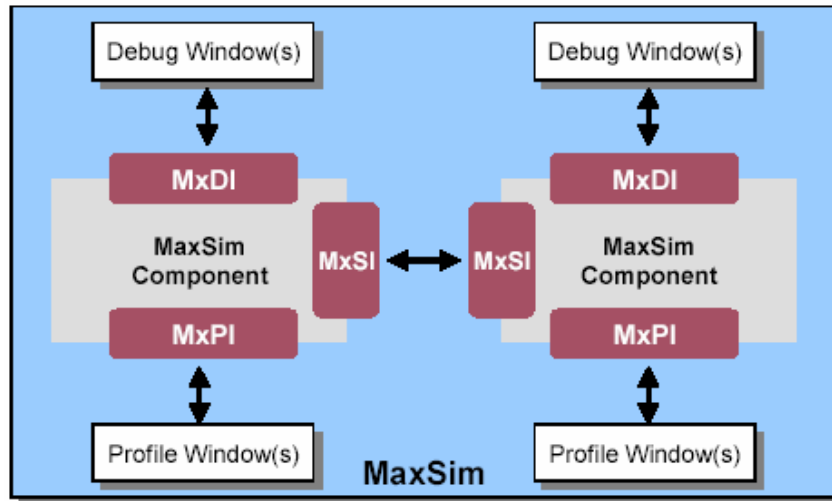 Debug Window(s)
Debug Window(s)
MxDI
MxDI
MaxSim
Component
MxSI
MxSI
MaxSim
Component
MxPI
MxPI
Profile Window(s)
Profile Window(s)
MaxSim